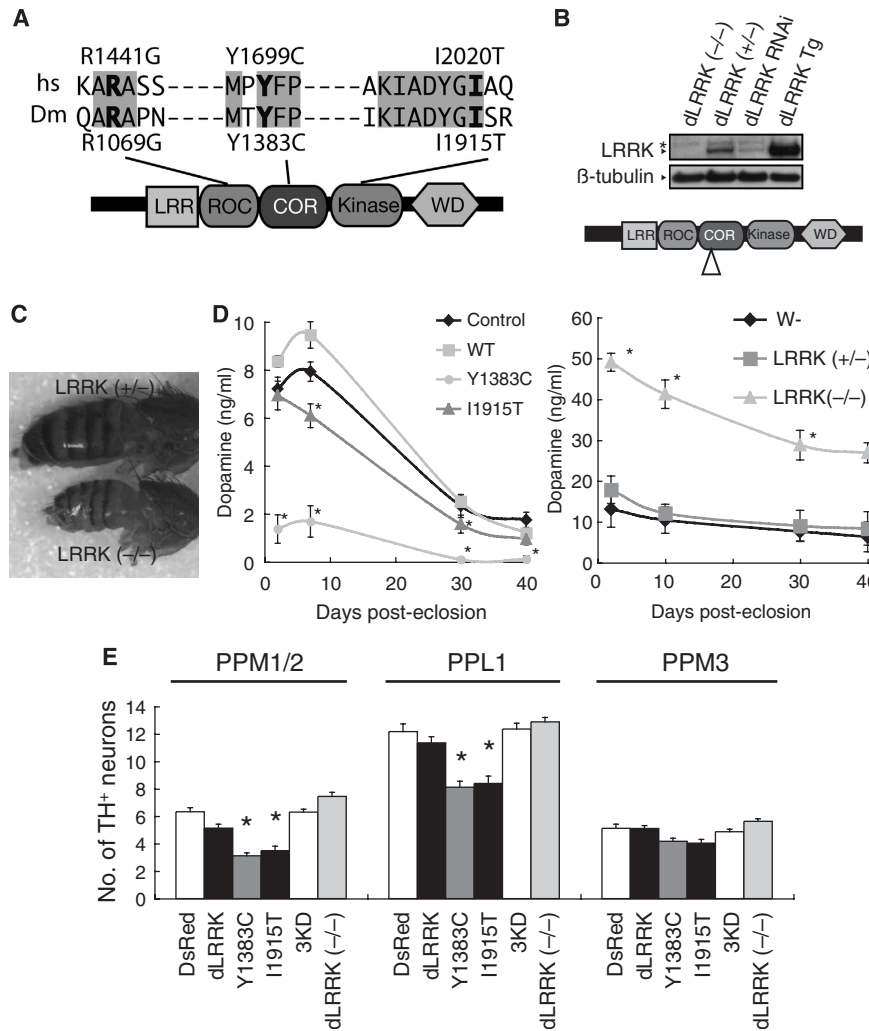 A
R1441G Y1699C I2020T
hs KARASS----MPYFP----AKIADYGIAQ
Dm QARAPN----MTYFP----IKIADYGISR
R1069G Y1383C I1915T
LRR ROC COR Kinase WD
B
dLRRK (–/–)
dLRRK (+/–)
dLRRK RNAi
dLRRK Tg
*
LRRK
ß-tubulin
LRR ROC COR Kinase WD
C
LRRK (+/–)
LRRK (–/–)
D
Dopamine (ng/ml)
10
8
6
4
2
0
0 10 20 30 40
Days post-eclosion
Control
WT
Y1383C
I1915T
* * * * * *
Dopamine (ng/ml)
60
50
40
30
20
10
0
0 10 20 30 40
Days post-eclosion
W-
LRRK (+/–)
LRRK(–/–)
* * *
E
PPM1/2 PPL1 PPM3
No. of TH+ neurons
14
12
10
8
6
4
2
0
* * * *
DsRed
dLRRK
Y1383C
I1915T
3KD
dLRRK (–/–)
DsRed
dLRRK
Y1383C
I1915T
3KD
dLRRK (–/–)
DsRed
dLRRK
Y1383C
I1915T
3KD
dLRRK (–/–)